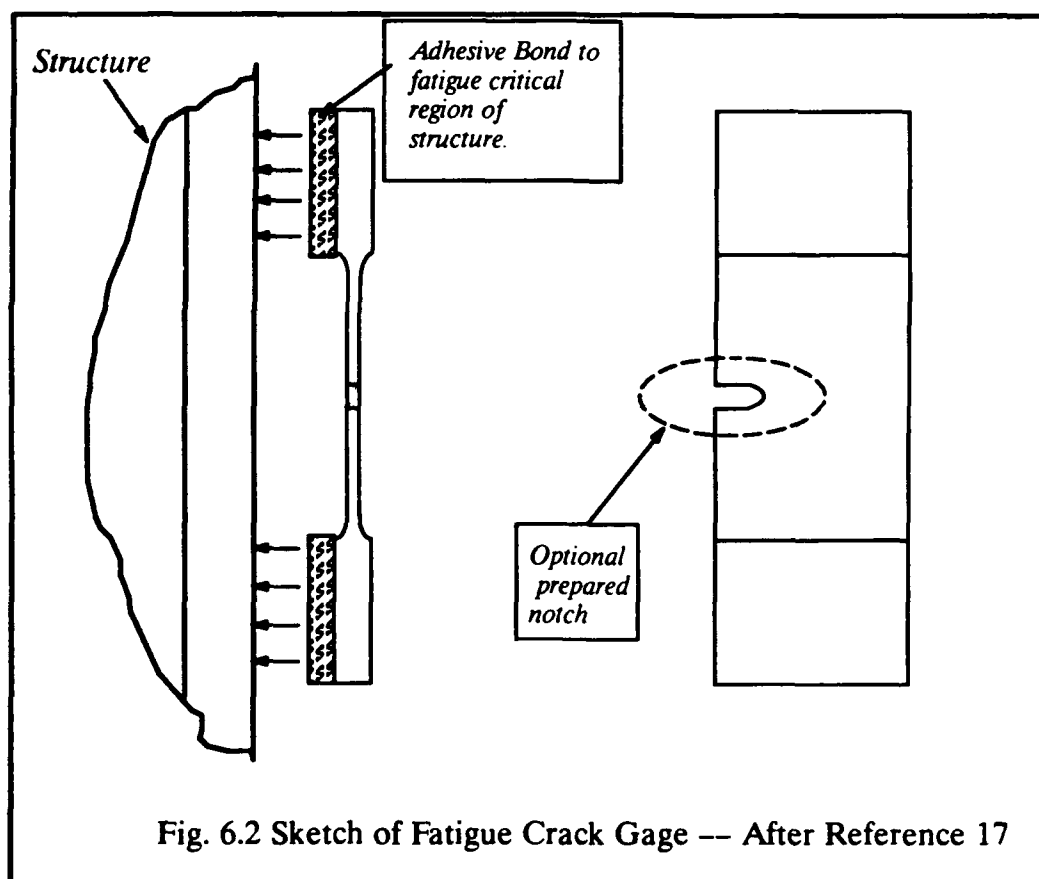 Structure
Adhesive Bond to
fatigue critical
region of
structure.
Optional
prepared
notch
Fig. 6.2 Sketch of Fatigue Crack Gage -- After Reference 17